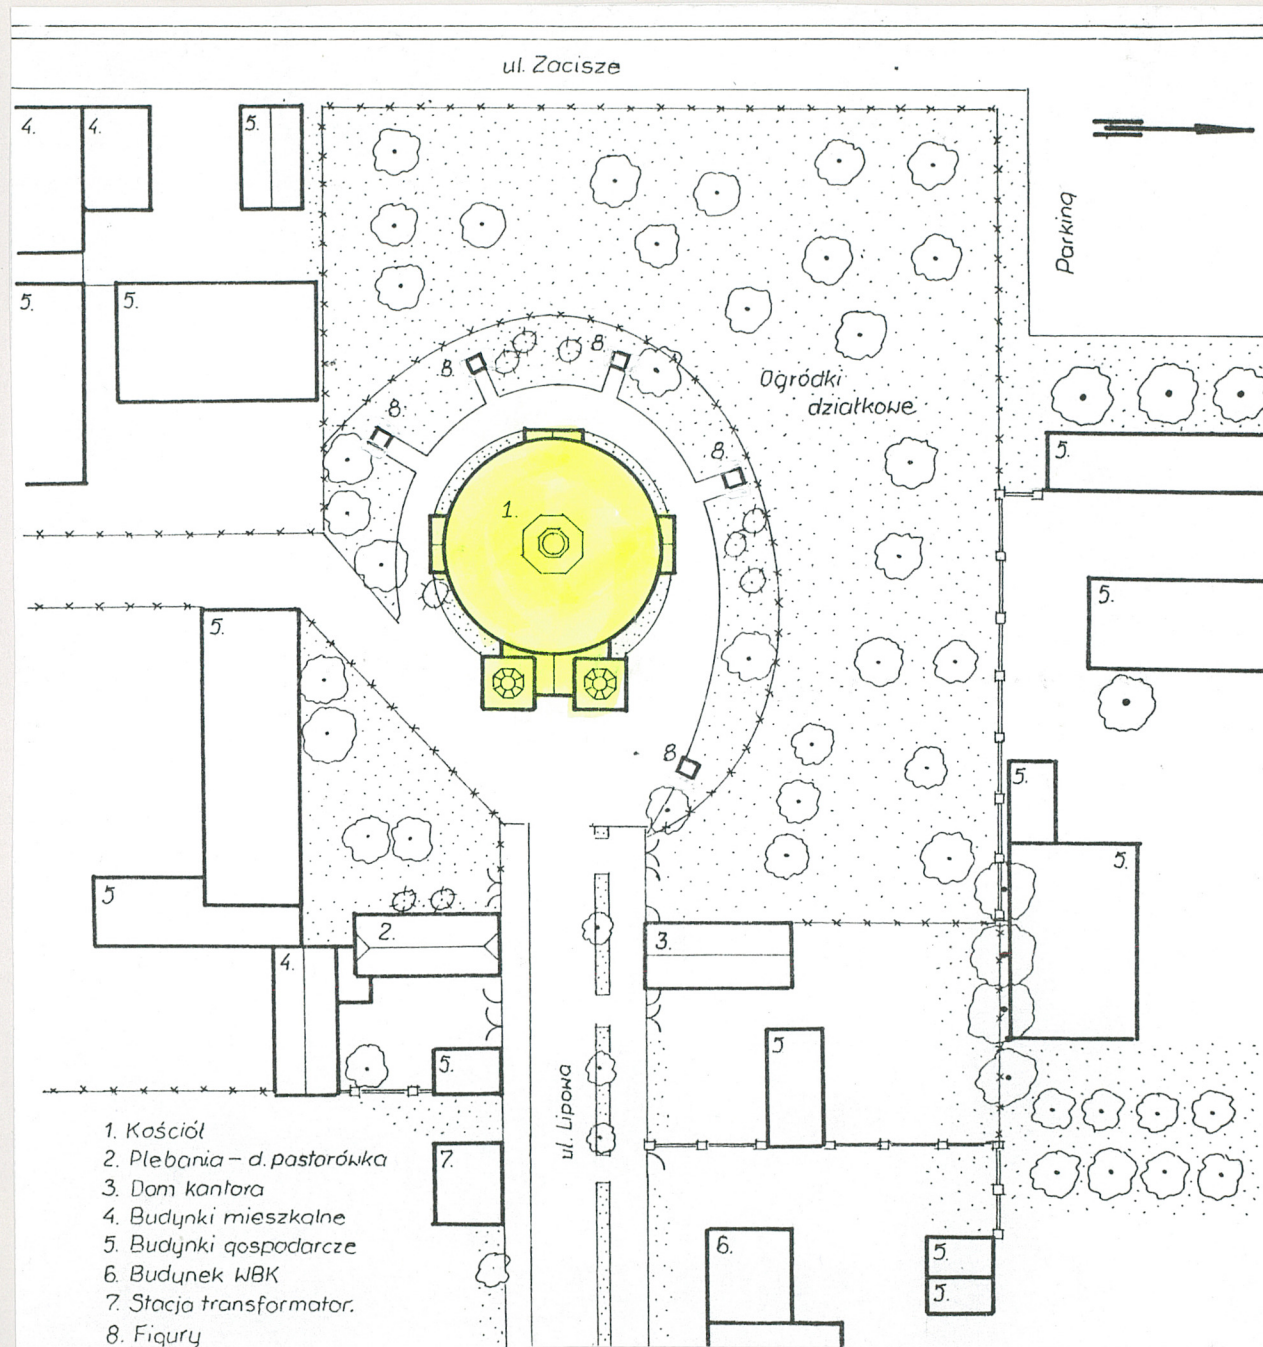 ul. Zacisze
4.
4.
5.
Parking
5.
5.
8.
8.
8.
Ogródki
działkowe
8.
5.
1.
5.
5.
8
5.
5.
5
2.
3.
4.
5
5.
ul. Lipowa
1. Kościół
2. Plebania – d. pastorówka
3. Dom kantora
4. Budynki mieszkalne
5. Budynki gospodarcze
6. Budynek WBK
7. Stacja transformator.
8. Figury
7.
6.
5.
5.